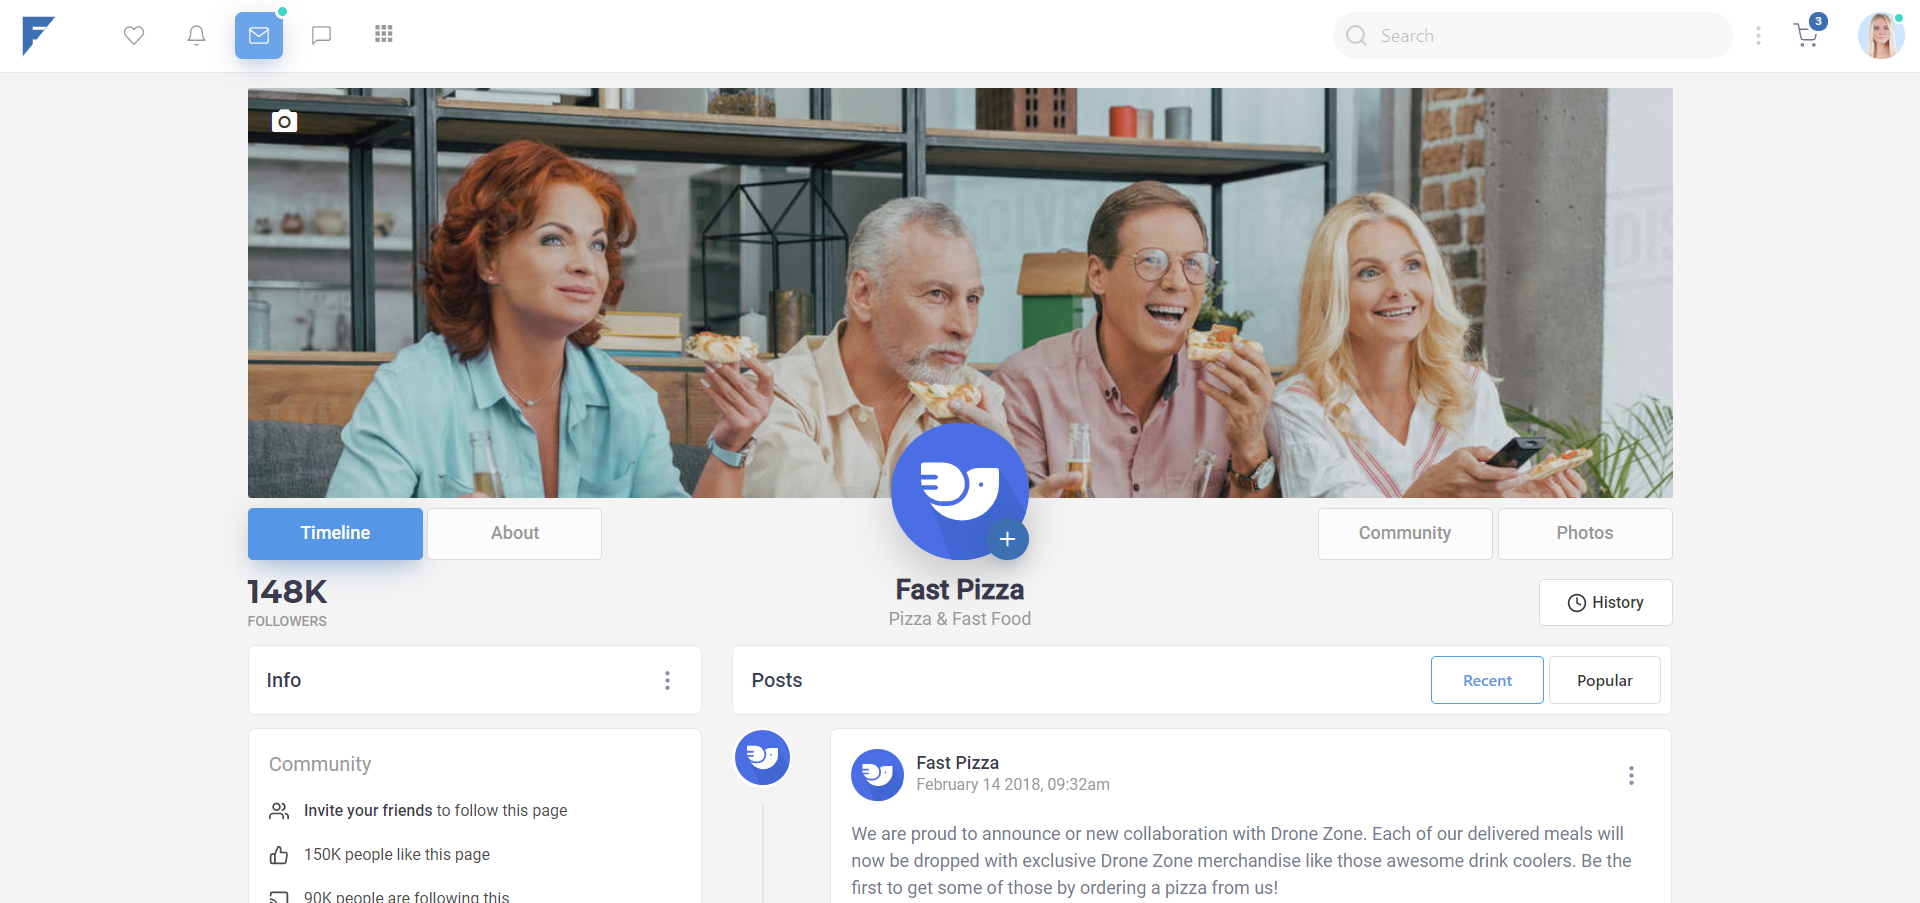 Search
3
SOLVE
DIS
Timeline
About
Community
Photos
148K
FOLLOWERS
Fast Pizza
Pizza & Fast Food
History
Info
Posts
Recent
Popular
Community
Invite your friends to follow this page
150K people like this page
90K people are following this
Fast Pizza
February 14 2018, 09:32am
We are proud to announce or new collaboration with Drone Zone. Each of our delivered meals will
now be dropped with exclusive Drone Zone merchandise like those awesome drink coolers. Be the
first to get some of those by ordering a pizza from us!